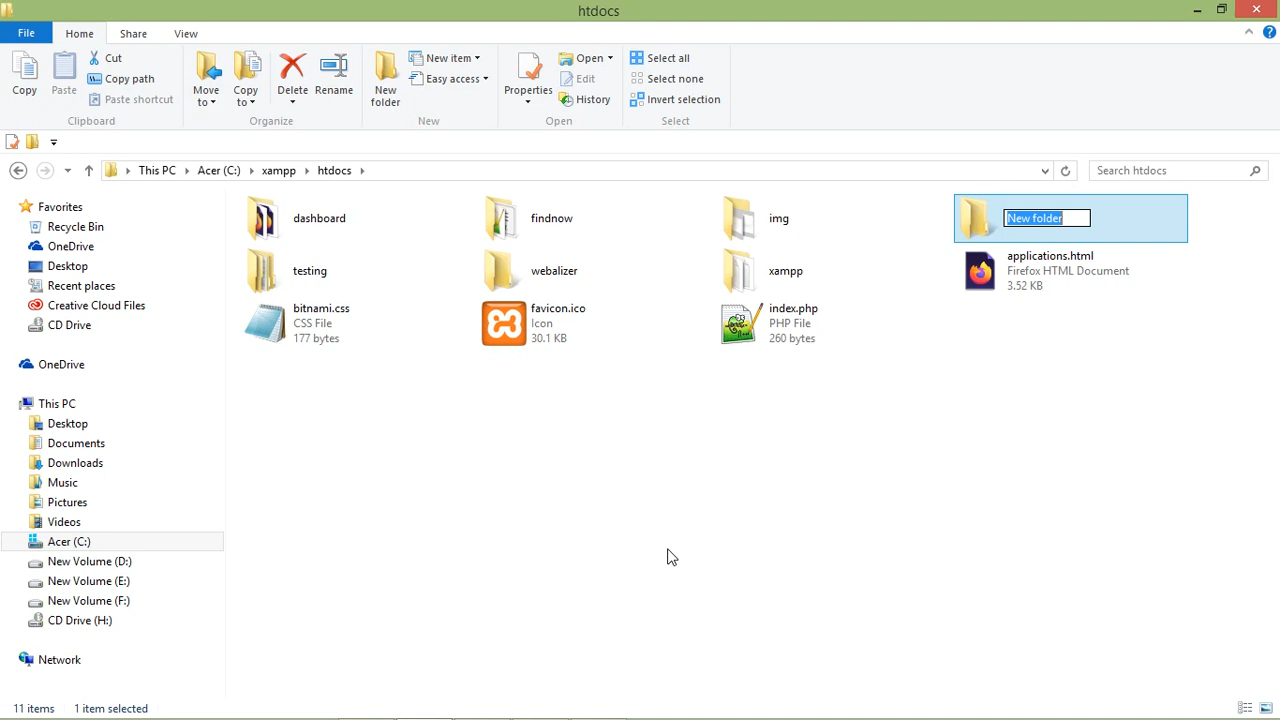 htdocs
File Home Share View
Copy
Paste
Cut
Copy path
Paste shortcut
Clipboard
Move to
Copy to
Delete
Rename
Organize
New folder
New item
Easy access
New
Properties
Open
Edit
History
Open
Select all
Select none
Invert selection
Select
This PC Acer (C:) xampp htdocs
Search htdocs
Favorites
Recycle Bin
OneDrive
Desktop
Recent places
Creative Cloud Files
CD Drive
OneDrive
This PC
Desktop
Documents
Downloads
Music
Pictures
Videos
Acer (C:)
New Volume (D:)
New Volume (E:)
New Volume (F:)
CD Drive (H:)
Network
dashboard
findnow
img
New folder
testing
webalizer
xampp
applications.html
Firefox HTML Document
3.52 KB
bitnami.css
CSS File
177 bytes
favicon.ico
Icon
30.1 KB
index.php
PHP File
260 bytes
11 items 1 item selected